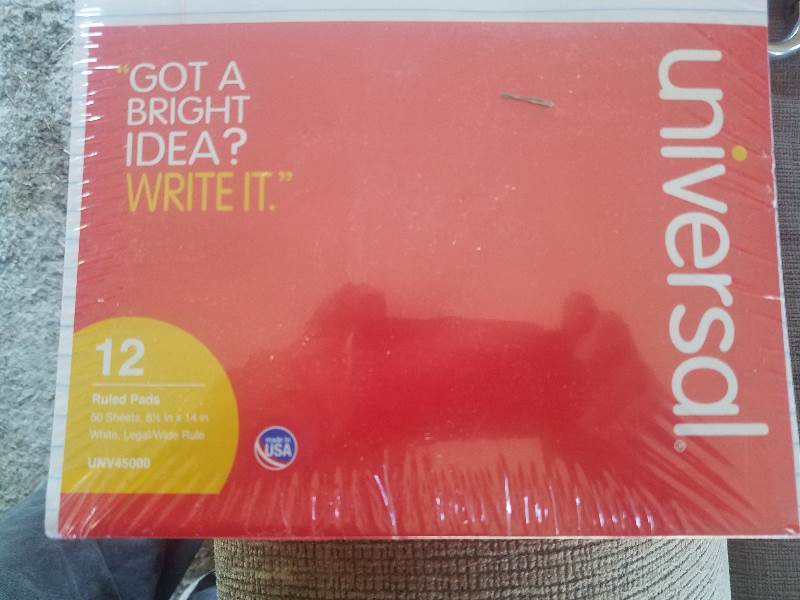 “GOT A
BRIGHT
IDEA?
WRITE IT.”
universal®
12
Ruled Pads
50 Sheets, 8½ in x 14 in
White, Legal/Wide Rule
UNV45000
made in
USA